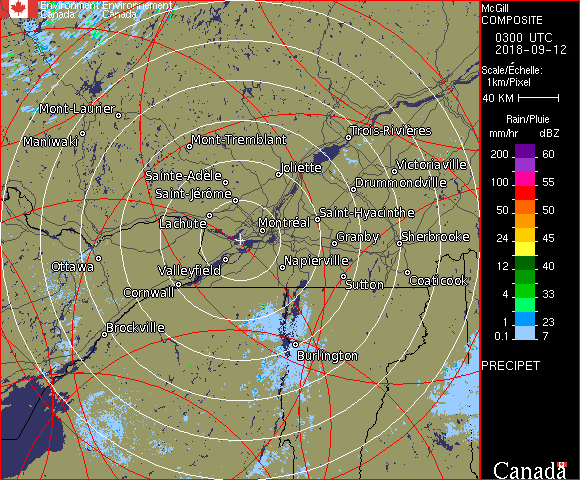 Environment Environnement
Canada Canada
Mont-Laurier
Trois-Rivières
Maniwaki
Mont-Tremblant
Victoriaville
Joliette
Sainte-Adèle
Drummondville
Saint-Jérôme
Saint-Hyacinthe
Lachute
Montréal
Granby
Sherbrooke
Ottawa
Valleyfield
Napierville
Coaticook
Sutton
Cornwall
Brockville
Burlington
McGill
COMPOSITE
0300 UTC
2018-09-12
Scale/Échelle:
1km/Pixel
40 KM
Rain/Pluie
mm/hr dBZ
200 60
155
100 55
50 50
24 45
12 40
4 33
1 23
0.1 7
PRECIPET
Canada